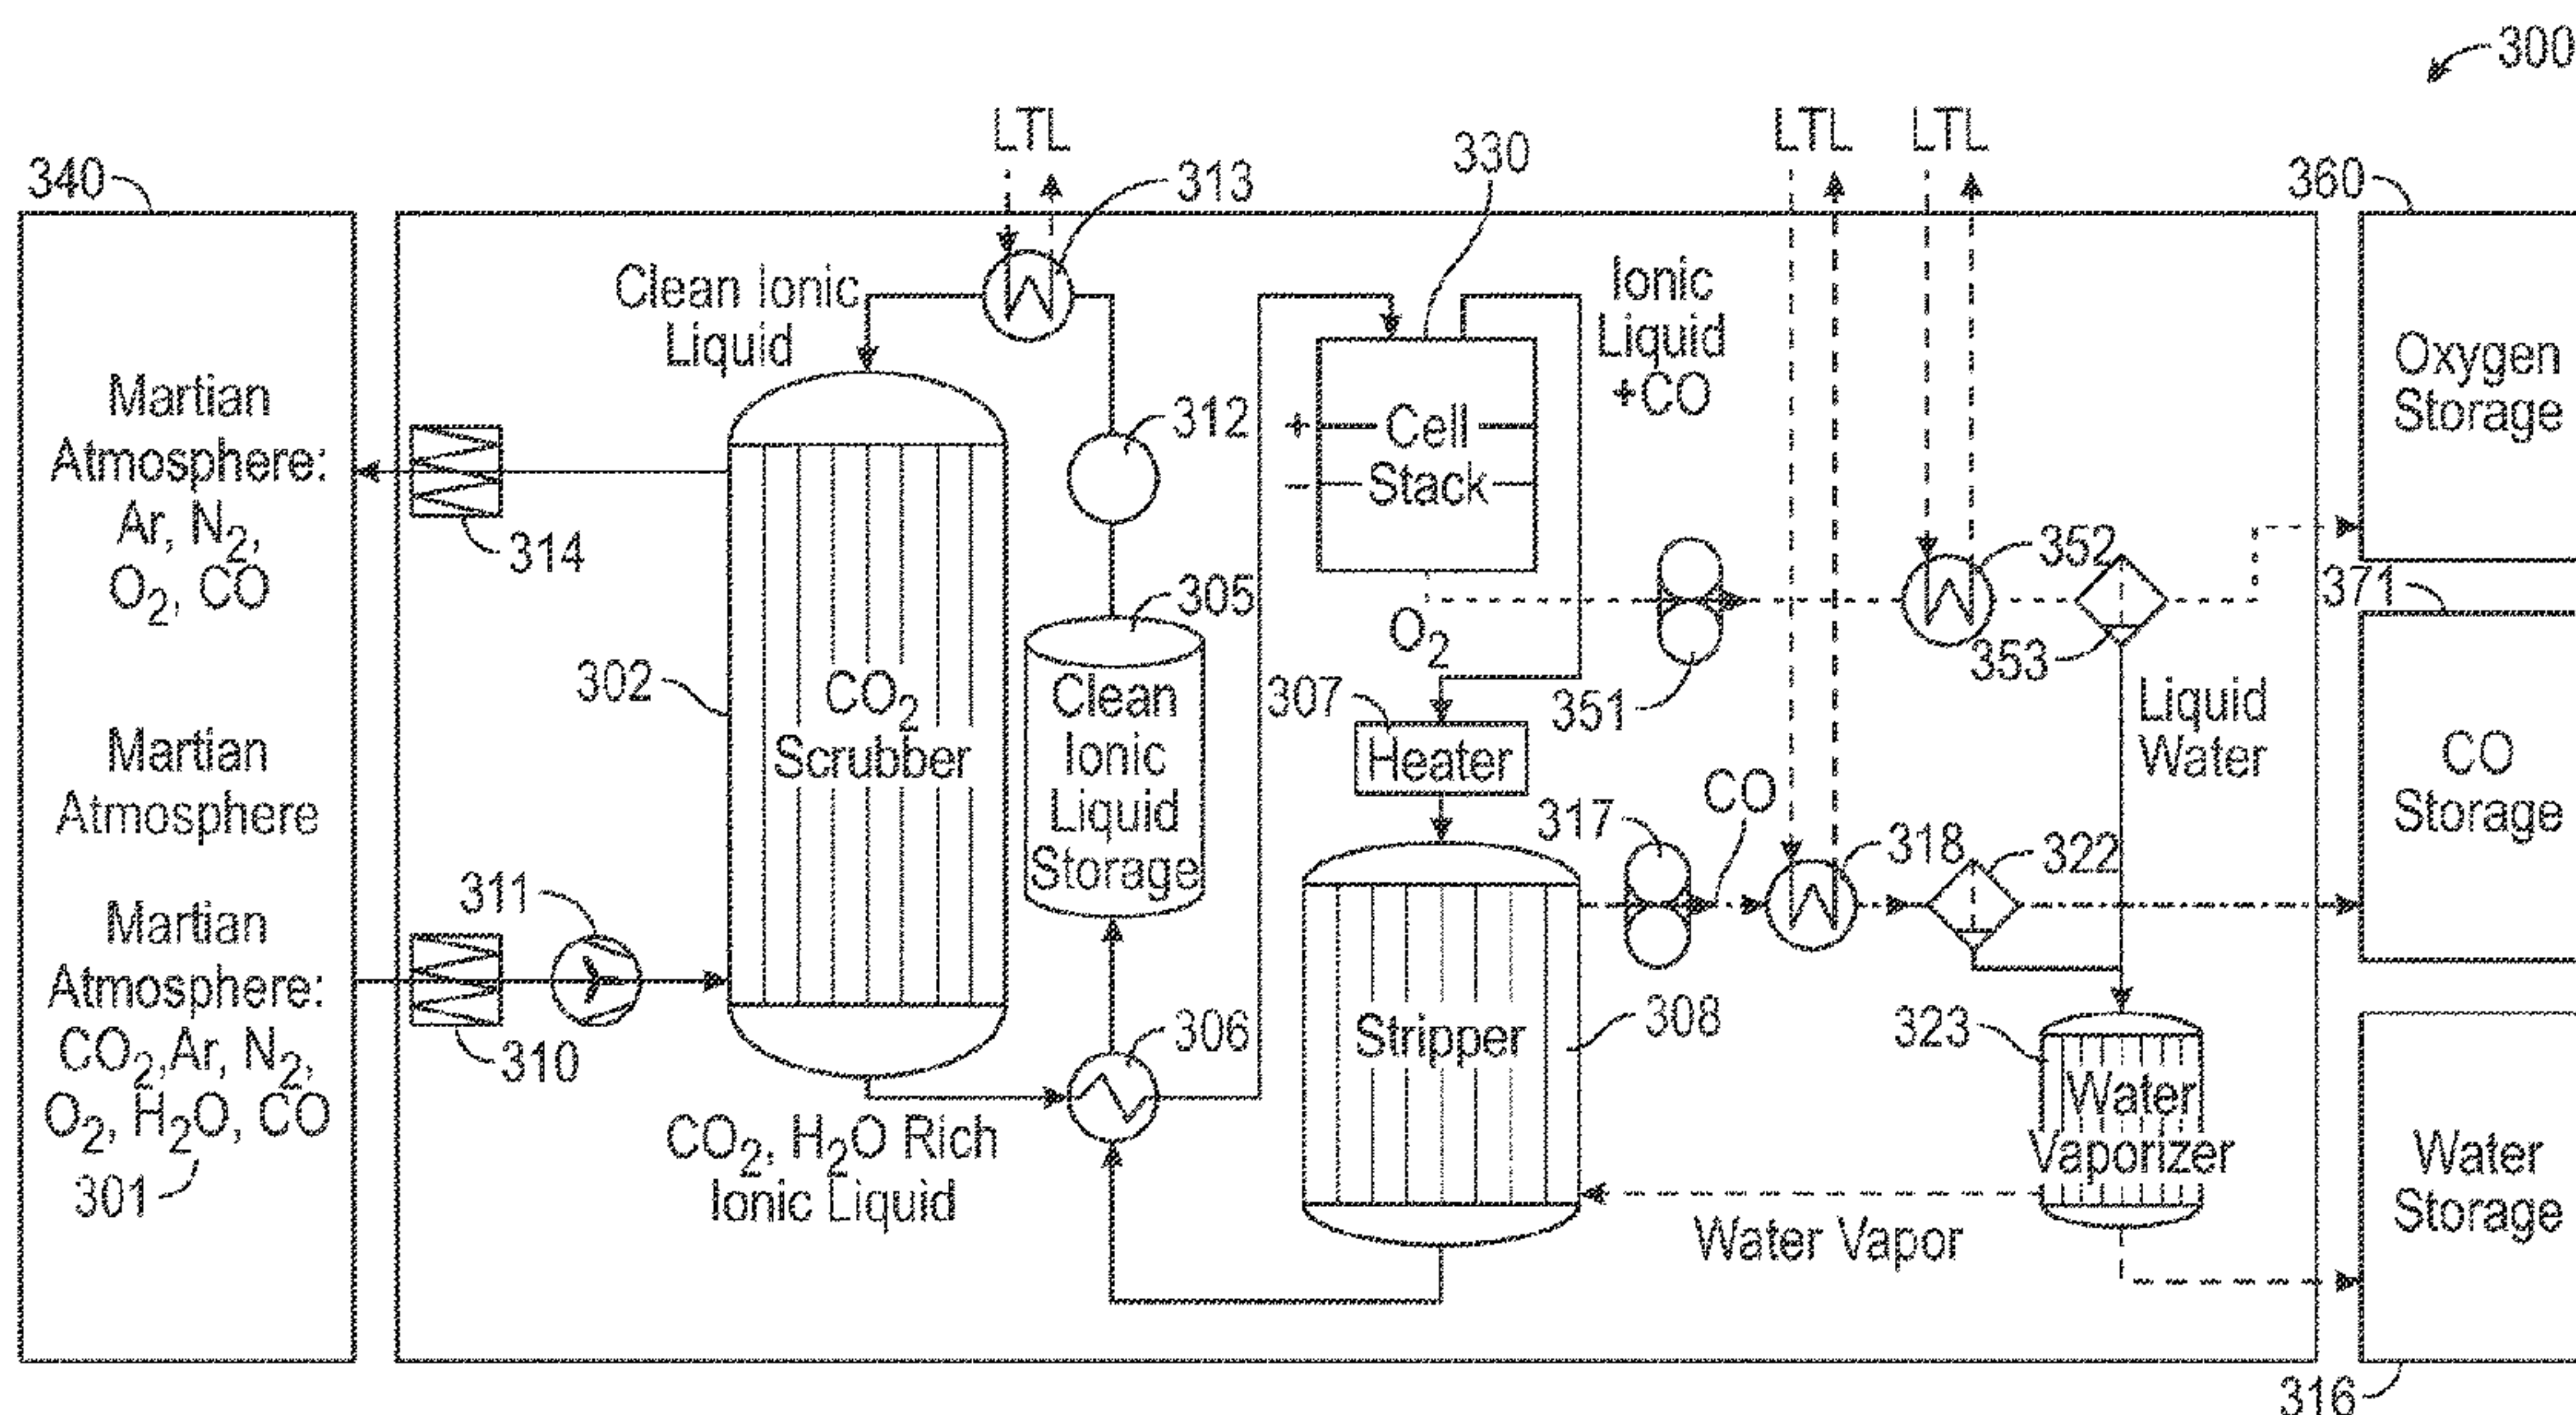 300
LTL
LTL
LTL
340
313
330
360
Clean Ionic
Liquid
Ionic
Liquid
+CO
Oxygen
Storage
Martian
Atmosphere:
Ar, N2,
O2, CO
312
+
Cell
-
Stack
314
352
353
371
305
O2
351
302
CO2
Scrubber
Clean
Ionic
Liquid
Storage
307
Heater
Liquid
Water
Martian
Atmosphere
CO
Storage
317
CO
318
322
311
Martian
Atmosphere:
CO2,Ar, N2,
O2, H2O, CO
301
310
306
Stripper
308
323
Water
Vaporizer
CO2, H2O Rich
Ionic Liquid
Water Vapor
Water
Storage
316